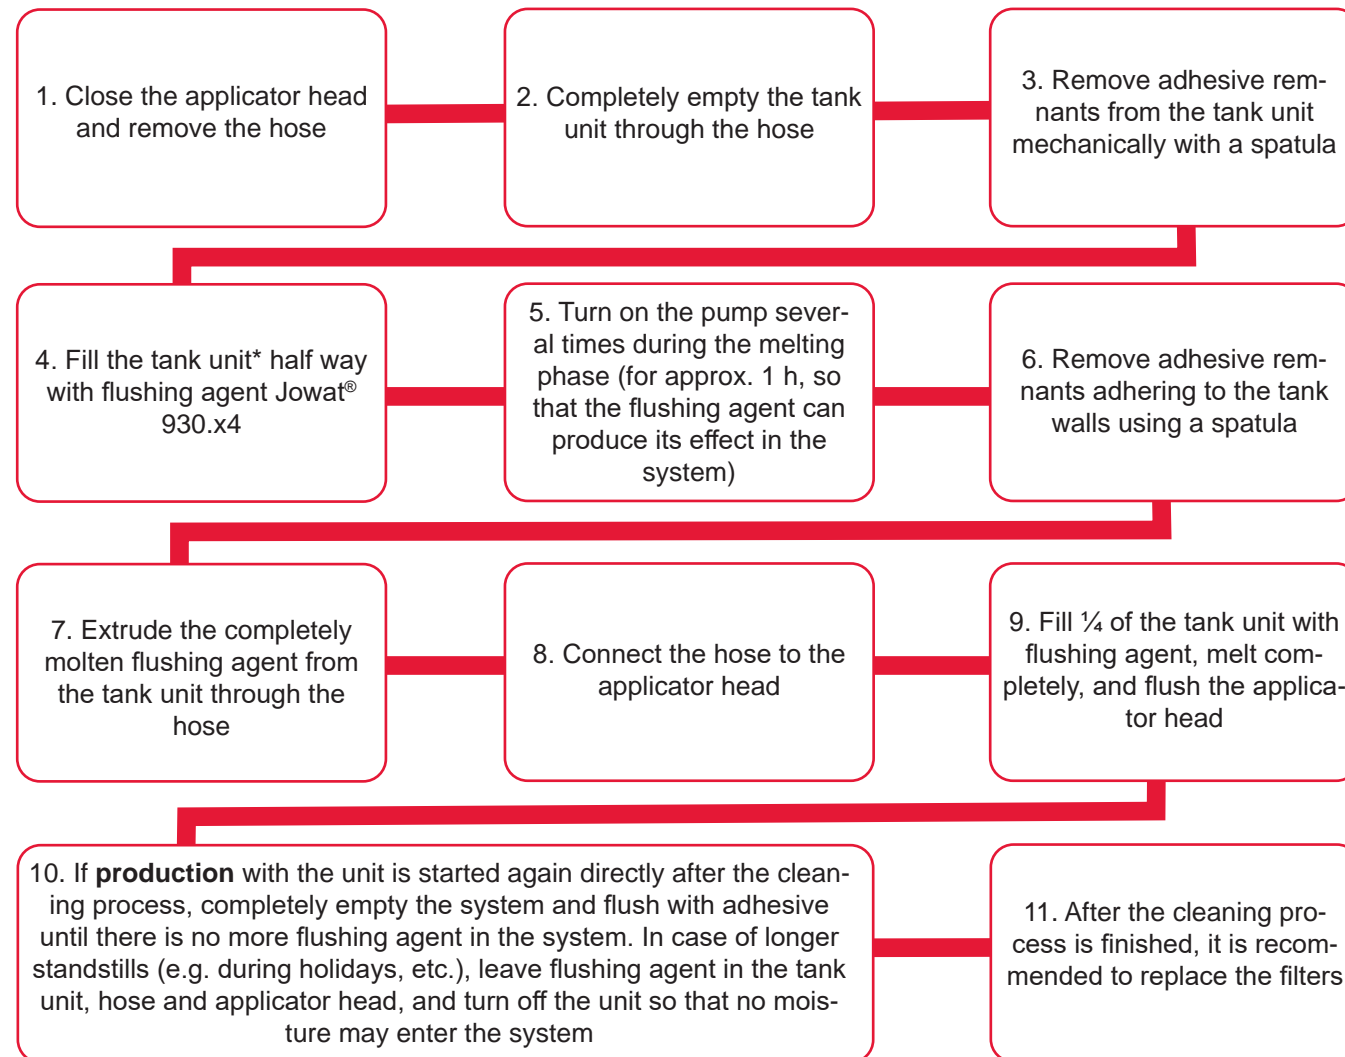 1. Close the applicator head
and remove the hose
2. Completely empty the tank
unit through the hose
3. Remove adhesive rem-
nants from the tank unit
mechanically with a spatula
4. Fill the tank unit* half way
with flushing agent Jowat®
930.x4
5. Turn on the pump sever-
al times during the melting
phase (for approx. 1 h, so
that the flushing agent can
produce its effect in the
system)
6. Remove adhesive rem-
nants adhering to the tank
walls using a spatula
7. Extrude the completely
molten flushing agent from
the tank unit through the
hose
8. Connect the hose to the
applicator head
9. Fill ¼ of the tank unit with
flushing agent, melt com-
pletely, and flush the applica-
tor head
10. If production with the unit is started again directly after the clean-
ing process, completely empty the system and flush with adhesive
until there is no more flushing agent in the system. In case of longer
standstills (e.g. during holidays, etc.), leave flushing agent in the tank
unit, hose and applicator head, and turn off the unit so that no mois-
ture may enter the system
11. After the cleaning pro-
cess is finished, it is recom-
mended to replace the filters